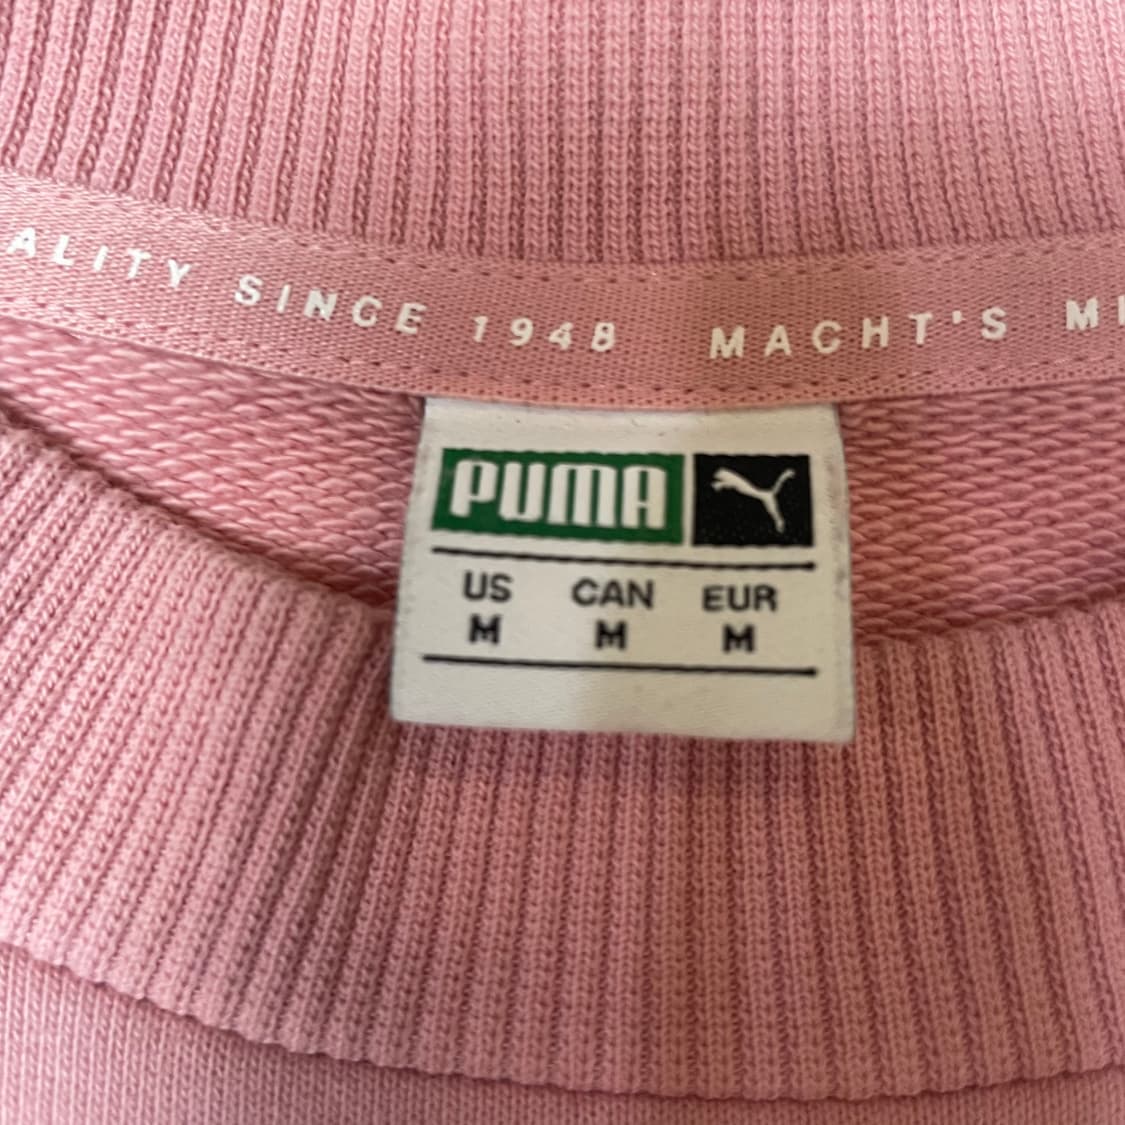 ALITY SINCE 1948 MACHT'S M
PUMA
US CAN EUR
M M M